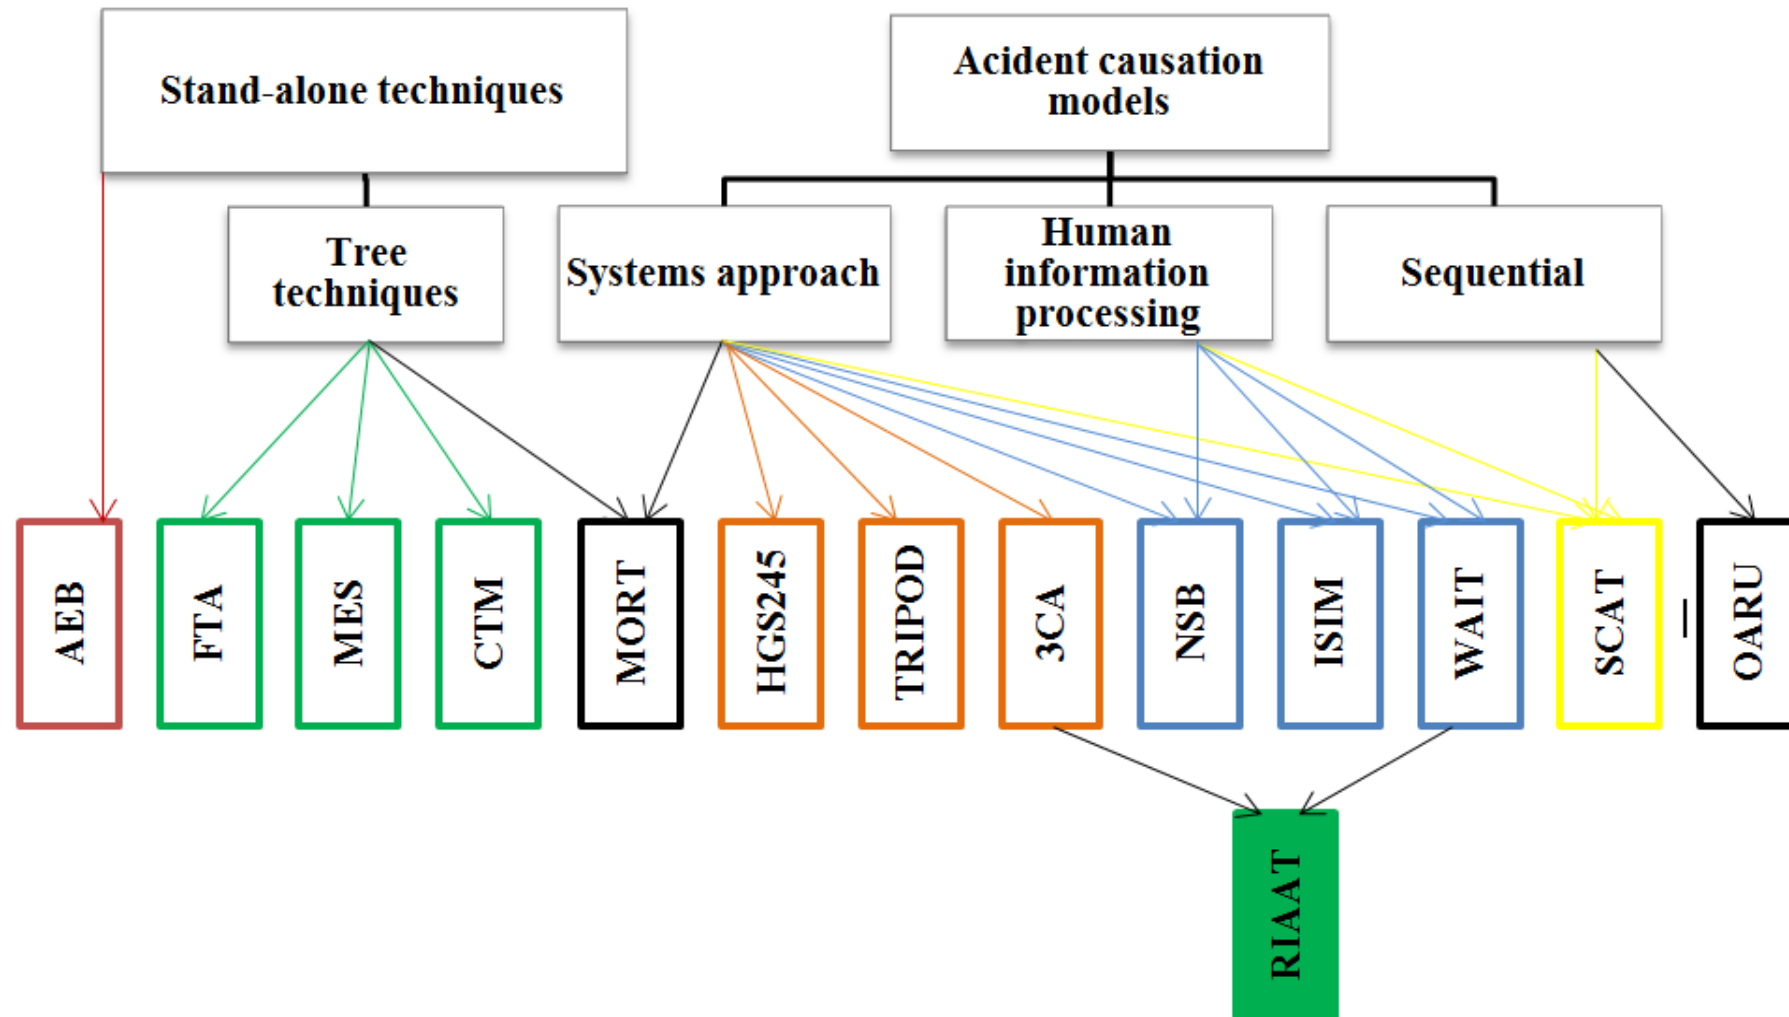 Stand-alone techniques
Acident causation
models
Tree
techniques
Systems approach
Human
information
processing
Sequential
AEB
FTA
MES
CTM
MORT
HGS245
TRIPOD
3CA
NSB
ISIM
WAIT
SCAT
OARU
RIAAT